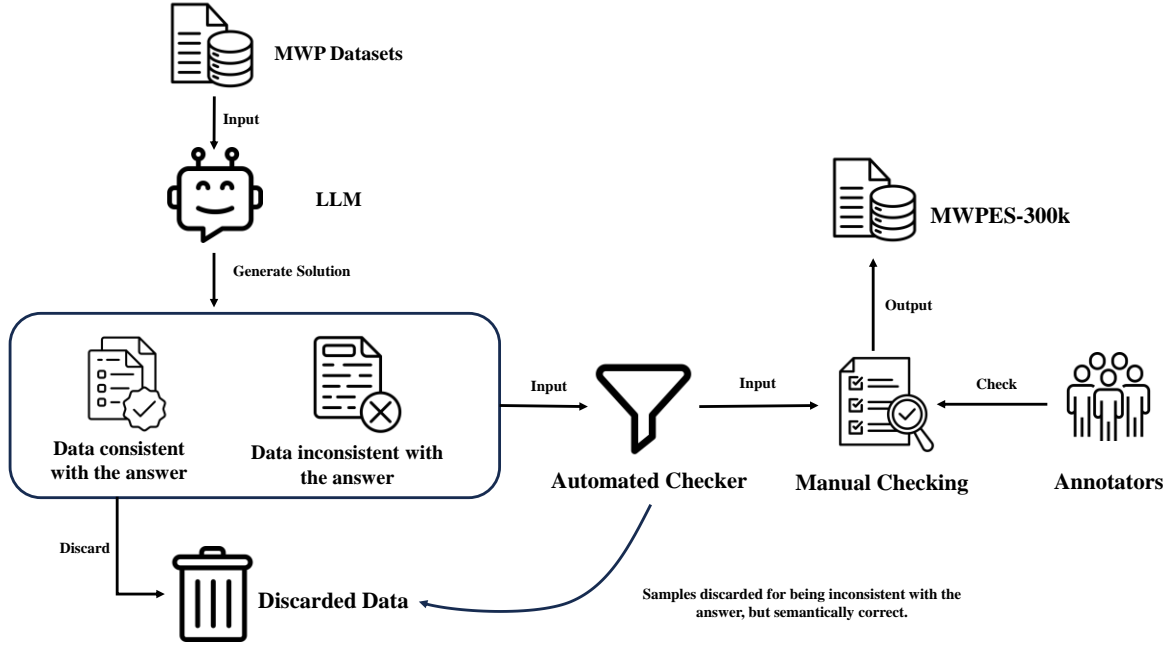 MWP Datasets
Input
LLM
Generate Solution
MWPES-300k
Output
Data consistent
with the answer
Data inconsistent with
the answer
Input
Automated Checker
Input
Manual Checking
Check
Annotators
Discard
Discarded Data
Samples discarded for being inconsistent with the
answer, but semantically correct.